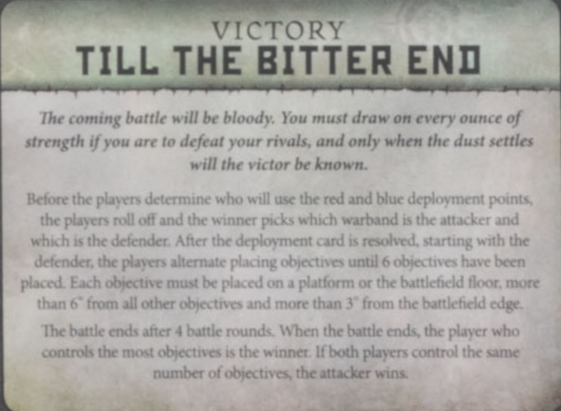 VICTORY
TILL THE BITTER END
The coming battle will be bloody. You must draw on every ounce of
strength if you are to defeat your rivals, and only when the dust settles
will the victor be known.
Before the players determine who will use the red and blue deployment points,
the players roll off and the winner picks which warband is the attacker and
which is the defender. After the deployment card is resolved, starting with the
defender, the players alternate placing objectives until 6 objectives have been
placed. Each objective must be placed on a platform or the battlefield floor, more
than 6" from all other objectives and more than 3" from the battlefield edge.
The battle ends after 4 battle rounds. When the battle ends, the player who
controls the most objectives is the winner. If both players control the same
number of objectives, the attacker wins.